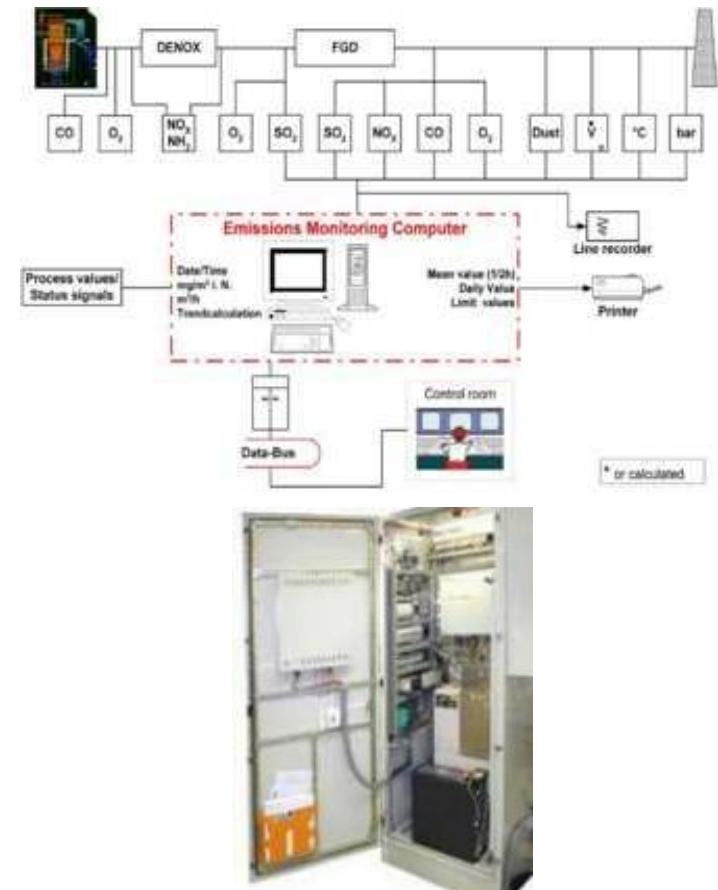 DENOX
FGD
CO
O₂
NOX
NH₃
O₂
SO₂
SO₂
NOX
CO
O₂
Dust
V̇
°C
bar
Emissions Monitoring Computer
Line recorder
Process values/
Status signals
Date/Time
mg/m³ i. N.
m³/h
Trendcalculation
Mean value (1/2h)
Daily Value
Limit values
Printer
Control room
Data-Bus
* or calculated